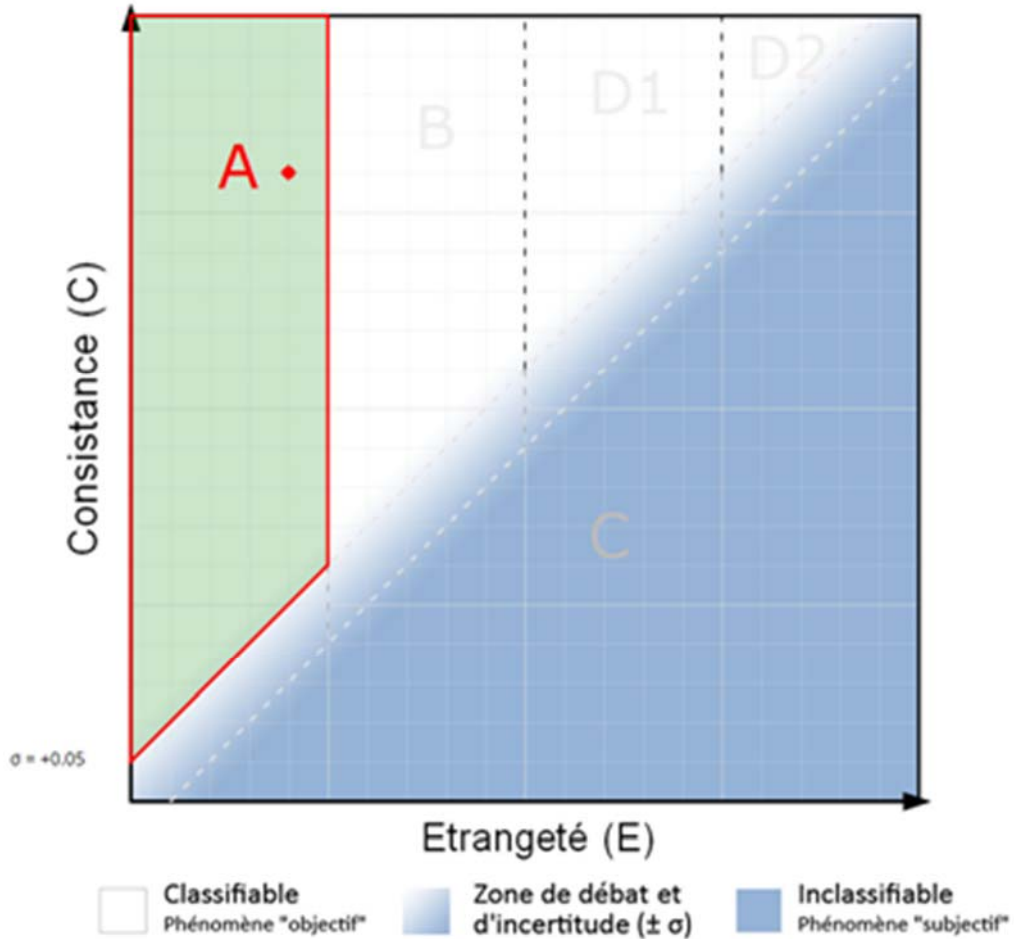 D2
D1
B
A
Consistance (C)
C
σ = +0.05
Etrangeté (E)
Classifiable
Phénomène "objectif"
Zone de débat et
d'incertitude (± σ)
Inclassifiable
Phénomène "subjectif"